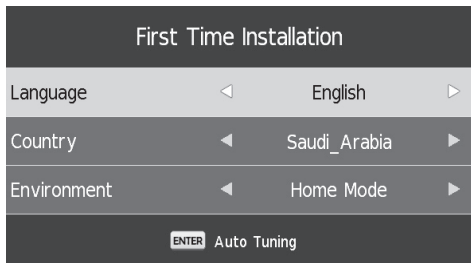 First Time Installation
Language English
Country Saudi_Arabia
Environment Home Mode
ENTER Auto Tuning